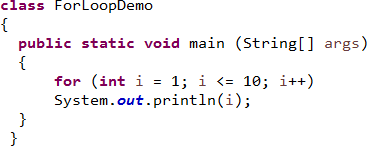 class ForLoopDemo
{
  public static void main (String[] args)
  {
      for (int i = 1; i <= 10; i++)
      System.out.println(i);
  }
 }